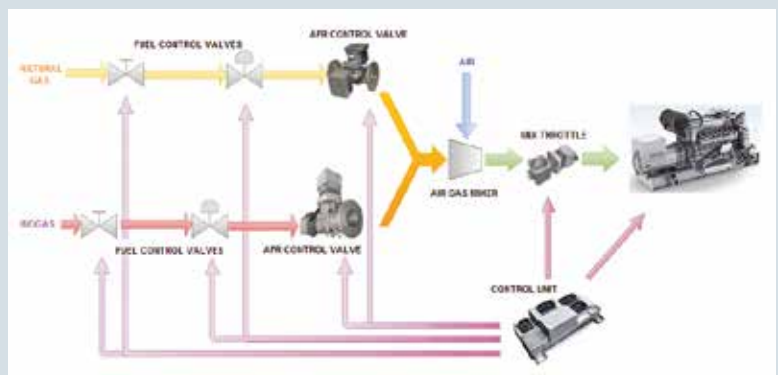 AFR CONTROL VALVE
FUEL CONTROL VALVES
NATURAL
GAS
AIR
MIX THROTTLE
AIR GAS MIXER
BIOGAS
FUEL CONTROL VALVES
AFR CONTROL VALVE
CONTROL UNIT